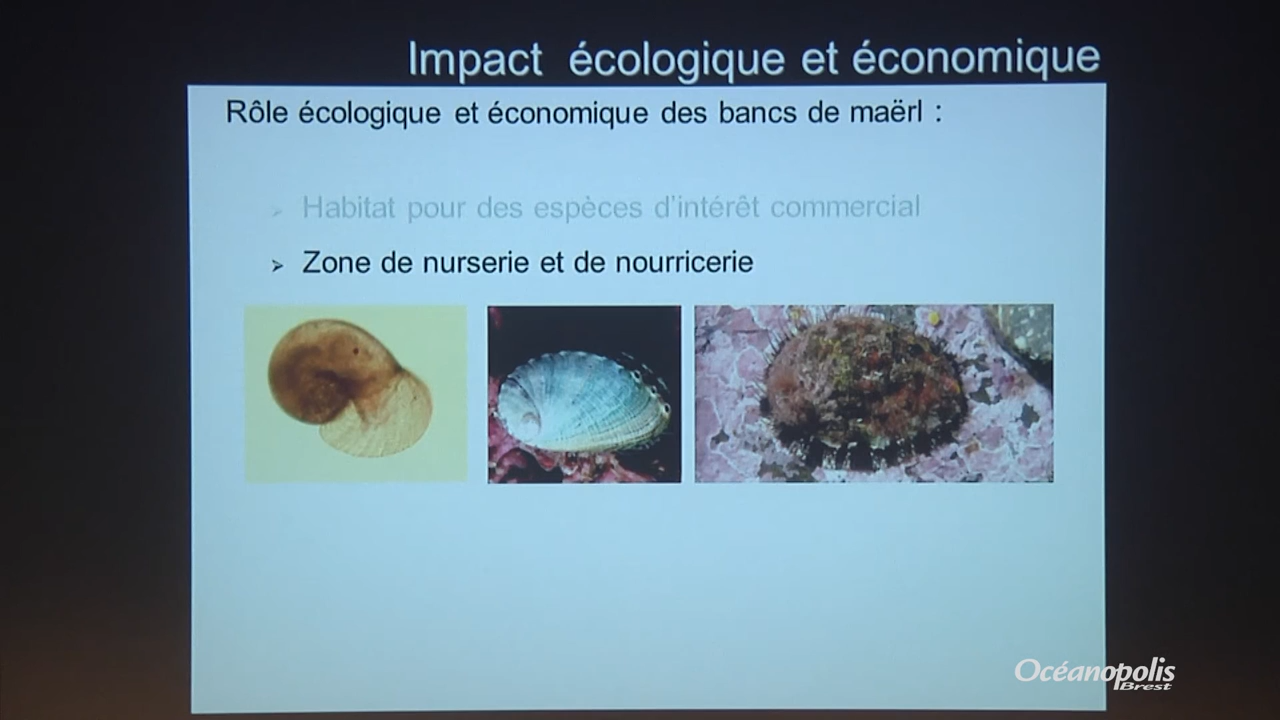 Impact écologique et économique
Rôle écologique et économique des bancs de maërl :
➢ Habitat pour des espèces d'intérêt commercial
➢ Zone de nurserie et de nourricerie
Océanopolis
Brest